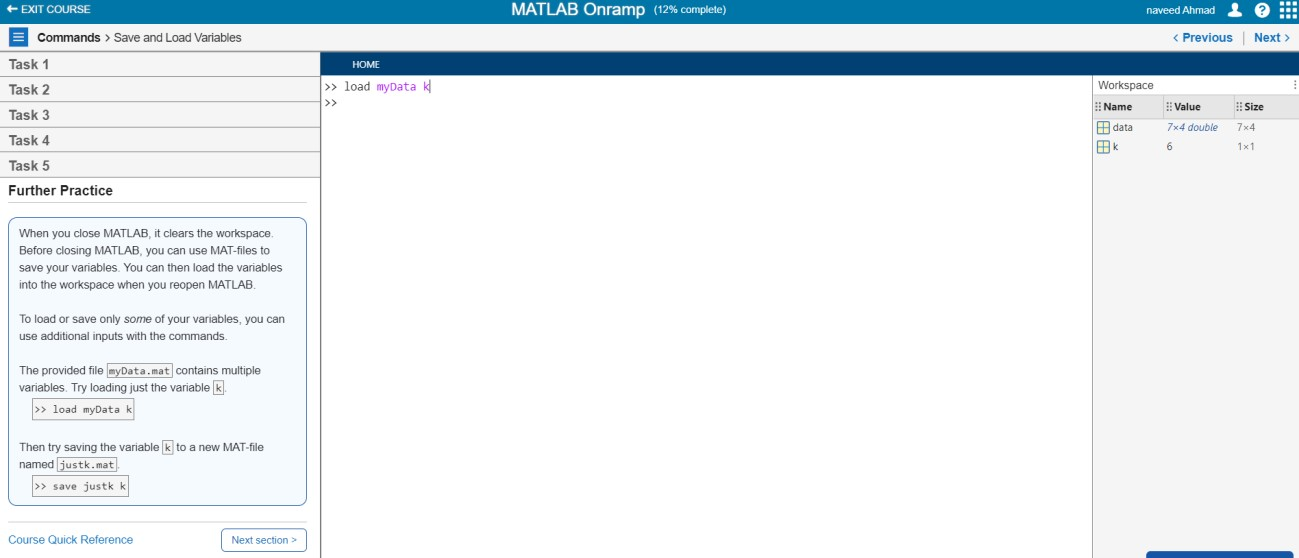 ← EXIT COURSE
MATLAB Onramp (12% complete)
naveed Ahmad
Commands > Save and Load Variables
< Previous | Next >
Task 1
Task 2
Task 3
Task 4
Task 5
Further Practice
When you close MATLAB, it clears the workspace.
Before closing MATLAB, you can use MAT-files to
save your variables. You can then load the variables
into the workspace when you reopen MATLAB.
To load or save only some of your variables, you can
use additional inputs with the commands.
The provided file myData.mat contains multiple
variables. Try loading just the variable k.
>> load myData k
Then try saving the variable k to a new MAT-file
named justk.mat.
>> save justk k
Course Quick Reference
Next section >
HOME
>> load myData k
>>
Workspace
Name Value Size
data 7×4 double 7×4
k 6 1×1